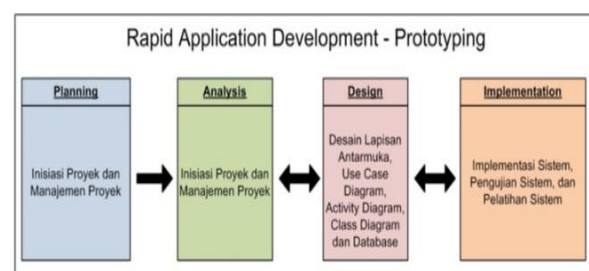 Rapid Application Development - Prototyping
Planning
Inisiasi Proyek dan
Manajemen Proyek
Analysis
Inisiasi Proyek dan
Manajemen Proyek
Design
Desain Lapisan
Antarmuka,
Use Case
Diagram,
Activity Diagram,
Class Diagram
dan Database
Implementation
Implementasi Sistem,
Pengujian Sistem, dan
Pelatihan Sistem